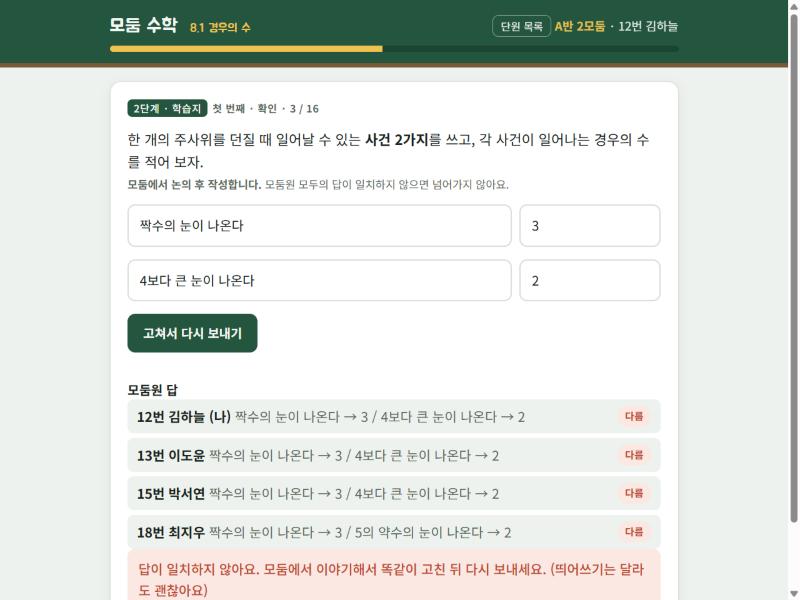 모둠 수학 8.1 경우의 수 단원 목록 A반 2모둠 · 12번 김하늘
2단계 · 학습지 첫 번째 · 확인 · 3 / 16
한 개의 주사위를 던질 때 일어날 수 있는 사건 2가지를 쓰고, 각 사건이 일어나는 경우의 수
를 적어 보자.
모둠에서 논의 후 작성합니다. 모둠원 모두의 답이 일치하지 않으면 넘어가지 않아요.
짝수의 눈이 나온다 3
4보다 큰 눈이 나온다 2
고쳐서 다시 보내기
모둠원 답
12번 김하늘 (나) 짝수의 눈이 나온다 → 3 / 4보다 큰 눈이 나온다 → 2 다름
13번 이도윤 짝수의 눈이 나온다 → 3 / 4보다 큰 눈이 나온다 → 2 다름
15번 박서연 짝수의 눈이 나온다 → 3 / 4보다 큰 눈이 나온다 → 2 다름
18번 최지우 짝수의 눈이 나온다 → 3 / 5의 약수의 눈이 나온다 → 2 다름
답이 일치하지 않아요. 모둠에서 이야기해서 똑같이 고친 뒤 다시 보내세요. (띄어쓰기는 달라
도 괜찮아요)